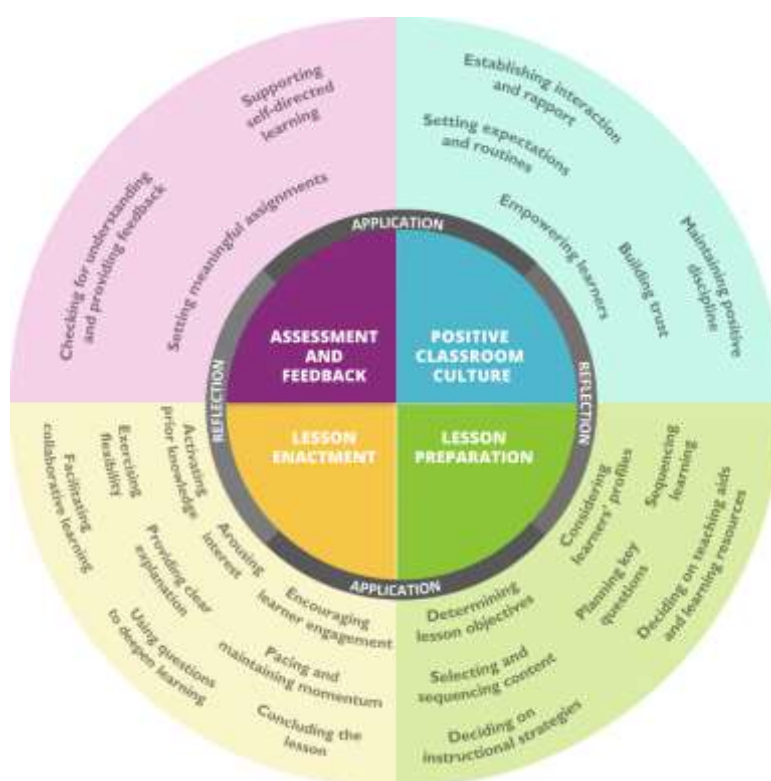 Supporting
self-directed
learning
Checking for understanding
and providing feedback
Setting meaningful assignments
Establishing interaction
and rapport
Setting expectations
and routines
Empowering learners
Building trust
Maintaining positive
discipline
APPLICATION
REFLECTION
REFLECTION
APPLICATION
ASSESSMENT
AND
FEEDBACK
POSITIVE
CLASSROOM
CULTURE
LESSON
ENACTMENT
LESSON
PREPARATION
Activating
prior knowledge
Exercising
flexibility
Facilitating
collaborative learning
Arousing
interest
Providing clear
explanation
Encouraging
learner engagement
Using questions
to deepen learning
Pacing and
maintaining momentum
Concluding the
lesson
Considering
learners' profiles
Sequencing
learning
Determining
lesson objectives
Planning key
questions
Deciding on teaching aids
and learning resources
Selecting and
sequencing content
Deciding on
instructional strategies